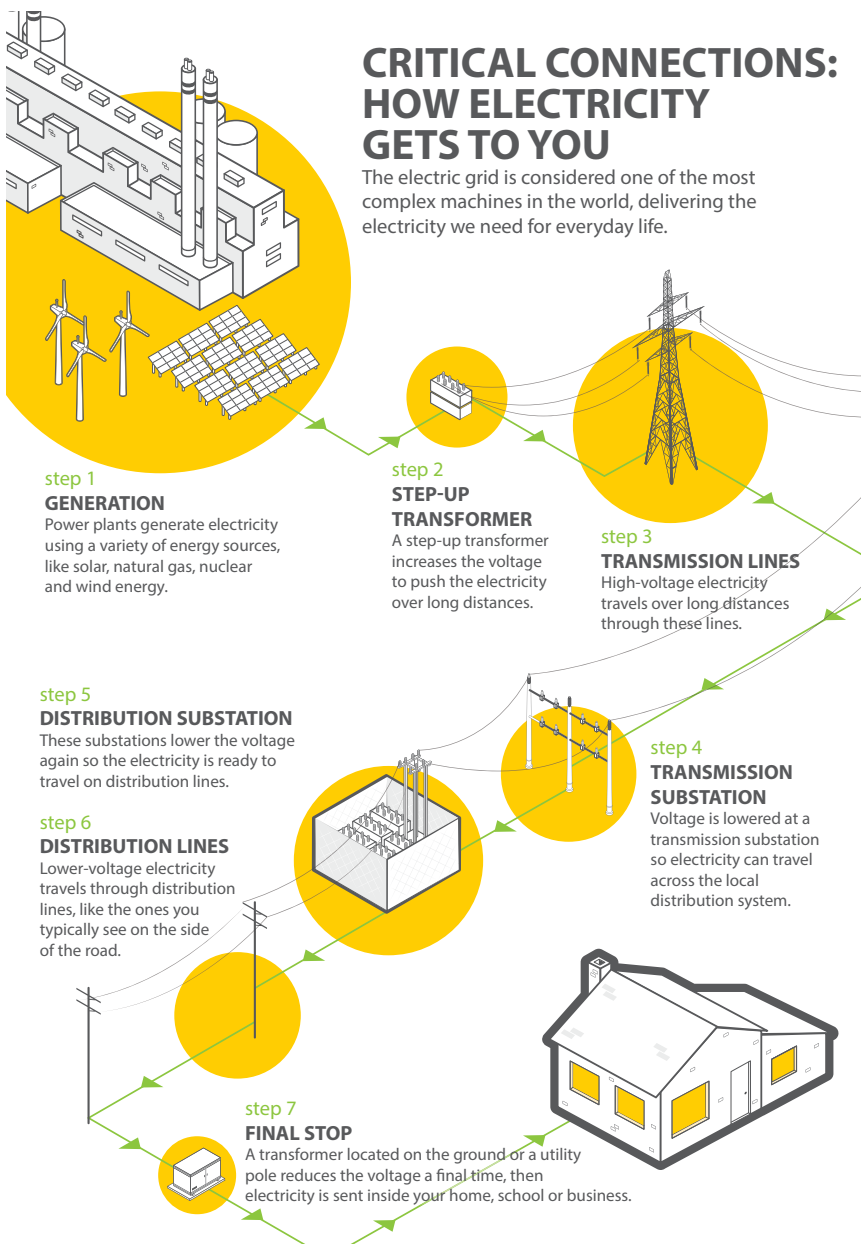 CRITICAL CONNECTIONS:
HOW ELECTRICITY
GETS TO YOU
The electric grid is considered one of the most
complex machines in the world, delivering the
electricity we need for everyday life.
step 1
GENERATION
Power plants generate electricity
using a variety of energy sources,
like solar, natural gas, nuclear
and wind energy.
step 2
STEP-UP
TRANSFORMER
A step-up transformer
increases the voltage
to push the electricity
over long distances.
step 3
TRANSMISSION LINES
High-voltage electricity
travels over long distances
through these lines.
step 4
TRANSMISSION
SUBSTATION
Voltage is lowered at a
transmission substation
so electricity can travel
across the local
distribution system.
step 5
DISTRIBUTION SUBSTATION
These substations lower the voltage
again so the electricity is ready to
travel on distribution lines.
step 6
DISTRIBUTION LINES
Lower-voltage electricity
travels through distribution
lines, like the ones you
typically see on the side
of the road.
step 7
FINAL STOP
A transformer located on the ground or a utility
pole reduces the voltage a final time, then
electricity is sent inside your home, school or business.